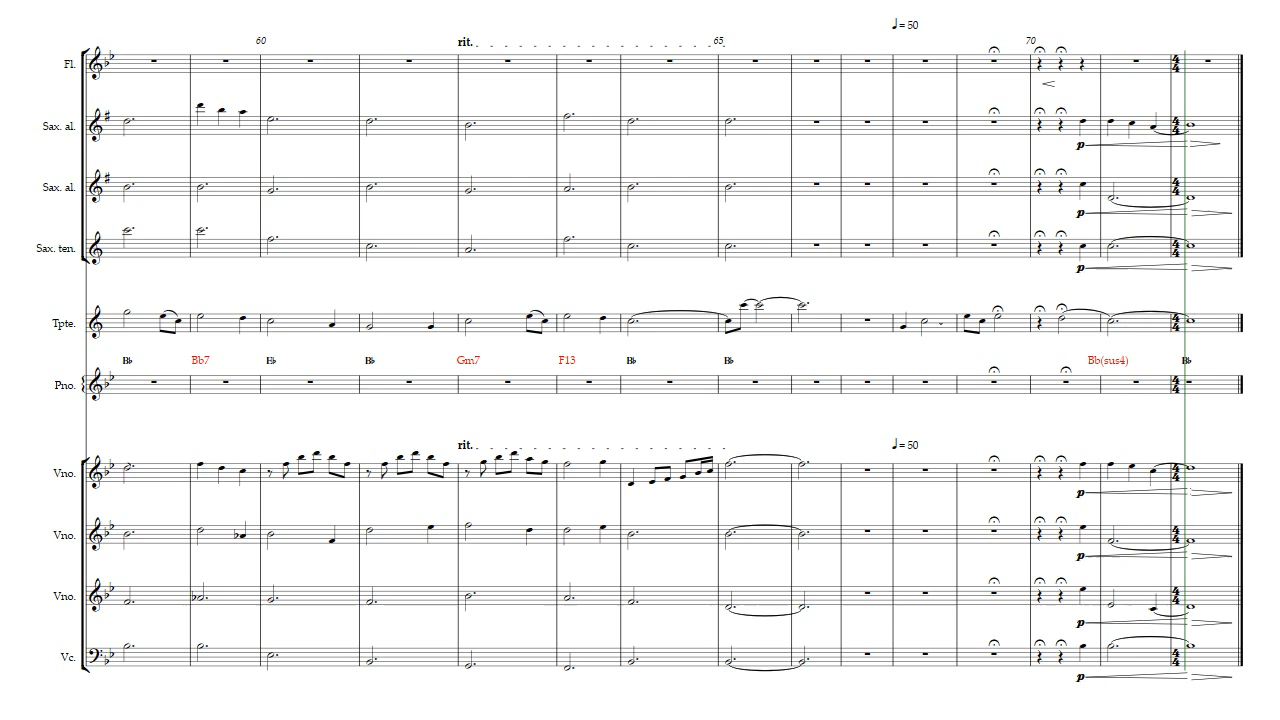 ♩= 50
60
rit.
65
70
Fl.
Sax. al.
p
Sax. al.
p
Sax. ten.
p
Tpte.
B♭ Bb7 E♭ B♭ Gm7 F13 B♭ B♭ Bb(sus4) B♭
Pno.
rit.
♩= 50
Vno.
p
Vno.
p
Vno.
p
Vc.
p